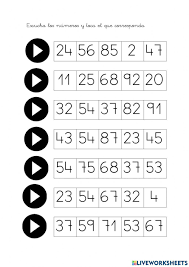 Escucha los números y toca el que corresponda.
24 56 85 2 47
11 25 68 92 20
32 54 37 82 91
43 54 87 23 45
54 75 68 37 53
23 54 67 32 4
37 59 71 53 67
LIVEWORKSHEETS